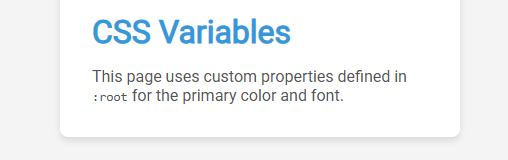 CSS Variables
This page uses custom properties defined in
:root for the primary color and font.